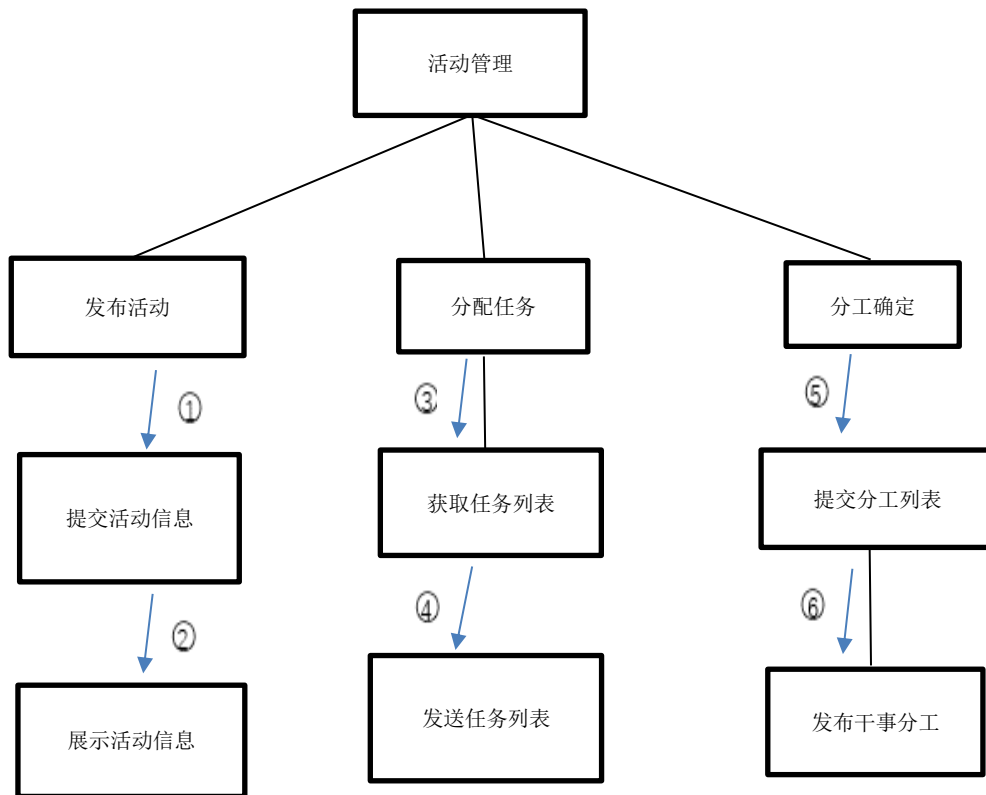 活动管理
发布活动
分配任务
分工确定
①
③
⑤
提交活动信息
获取任务列表
提交分工列表
②
④
⑥
展示活动信息
发送任务列表
发布干事分工